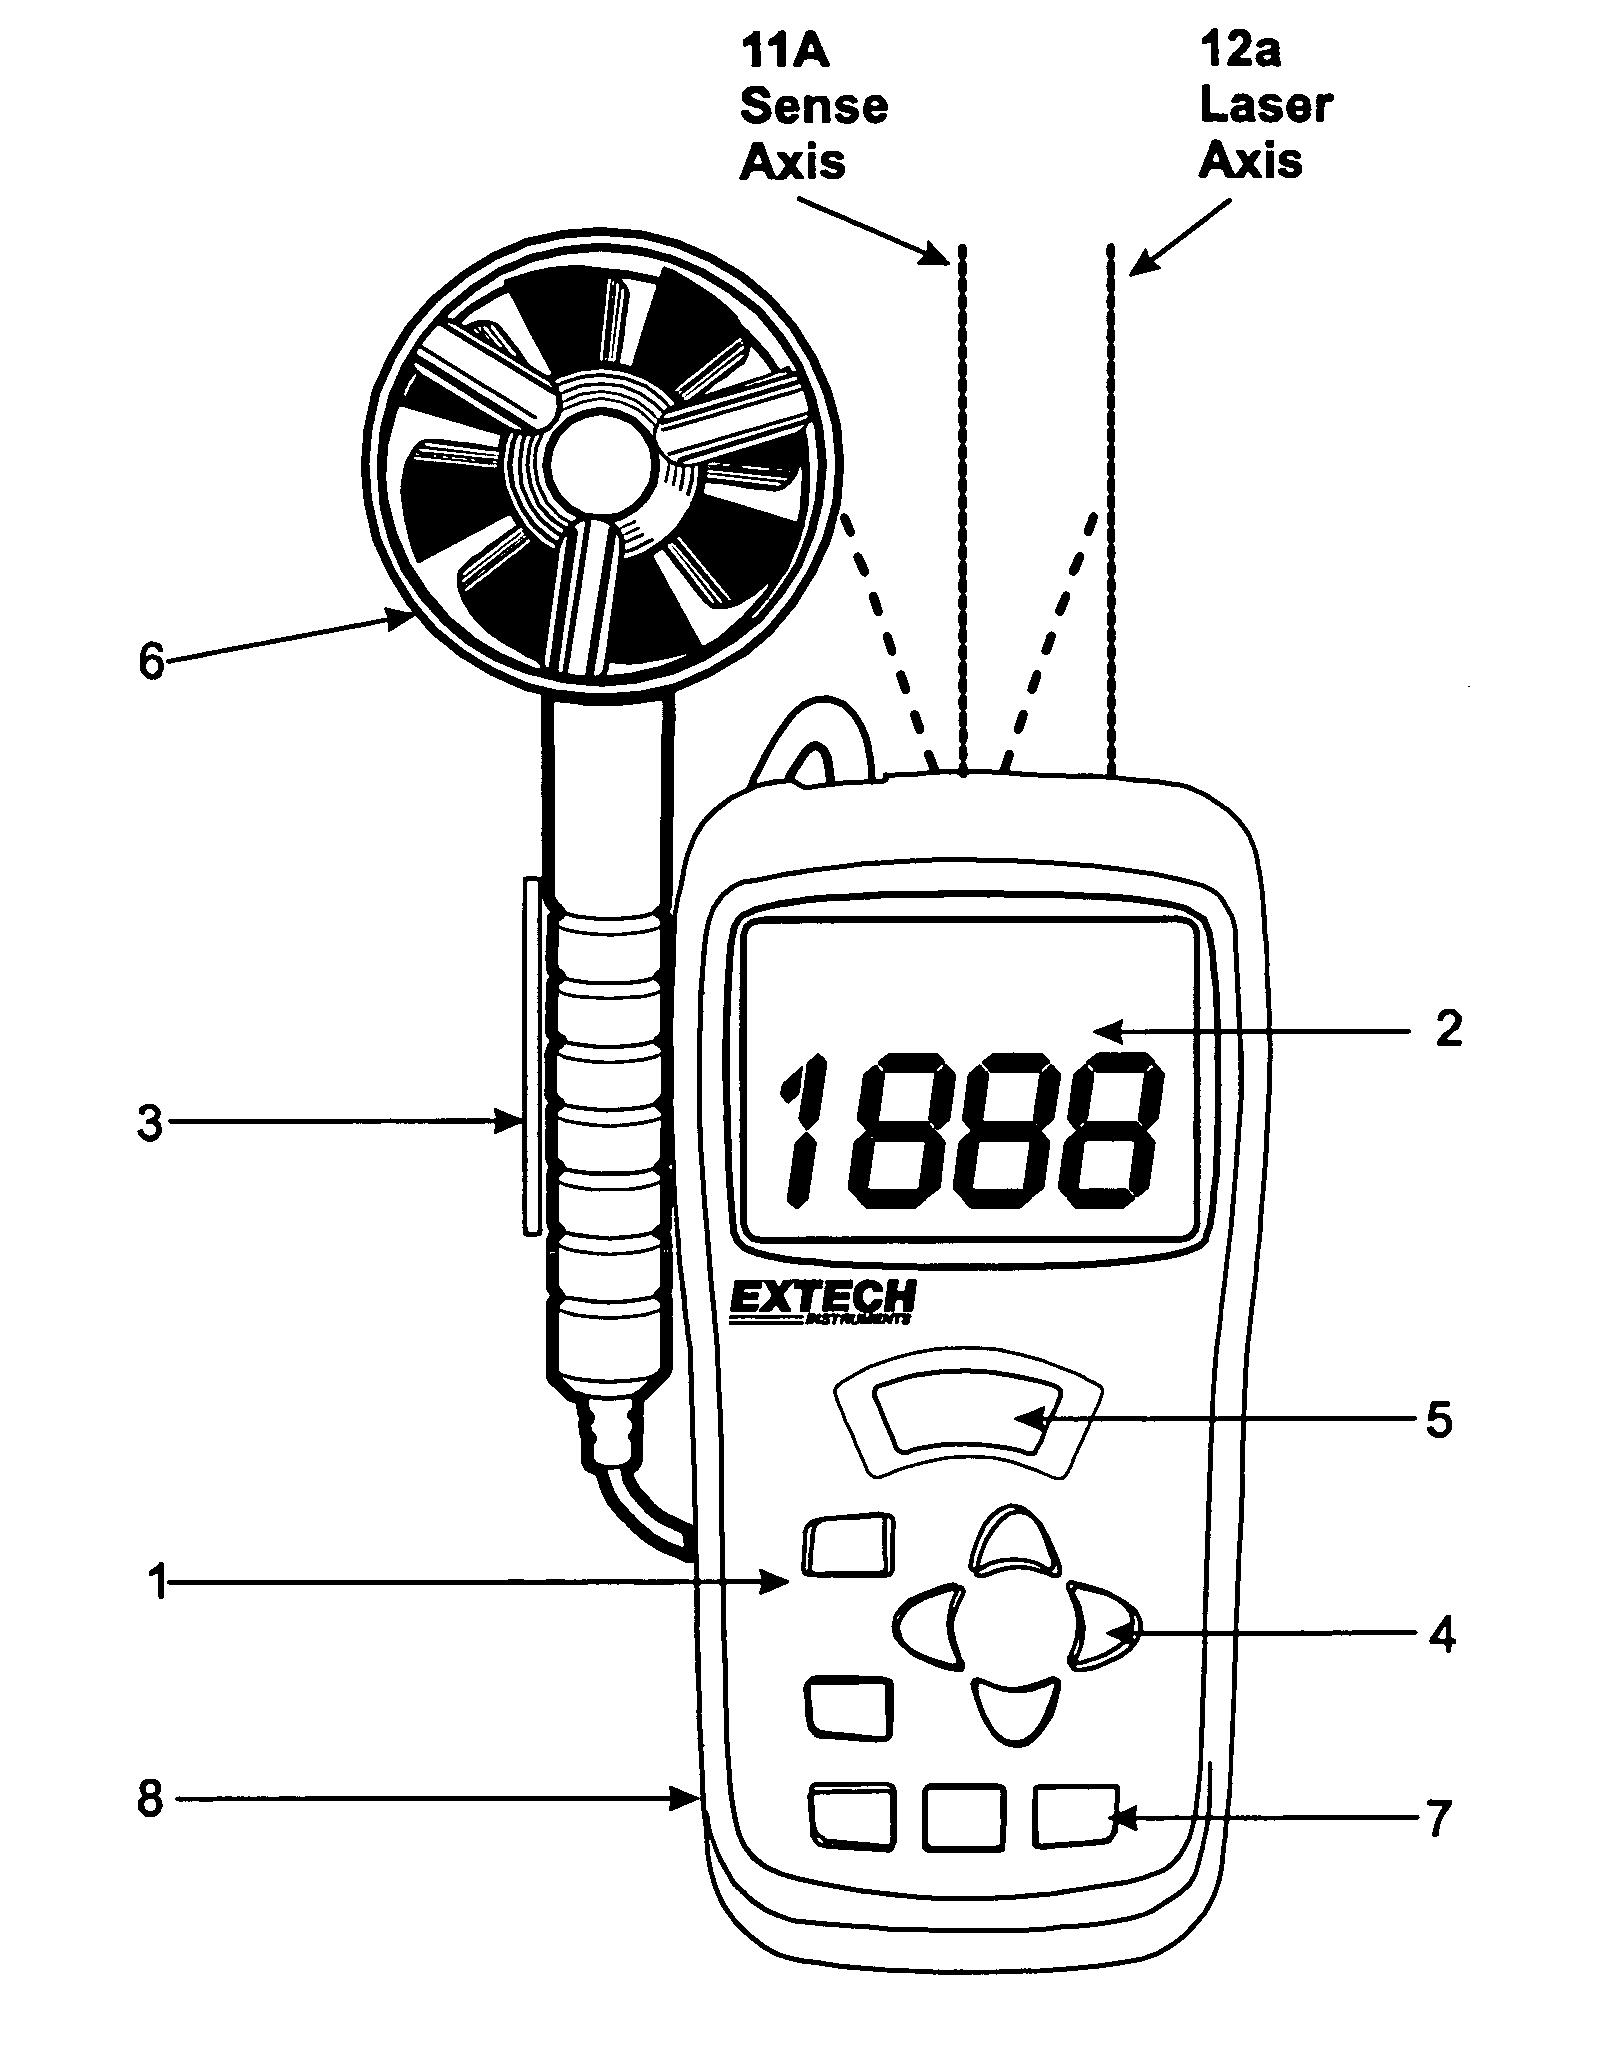 11A
Sense
Axis
12a
Laser
Axis
6
2
3
1888
EXTECH
INSTRUMENTS
5
1
4
8
7